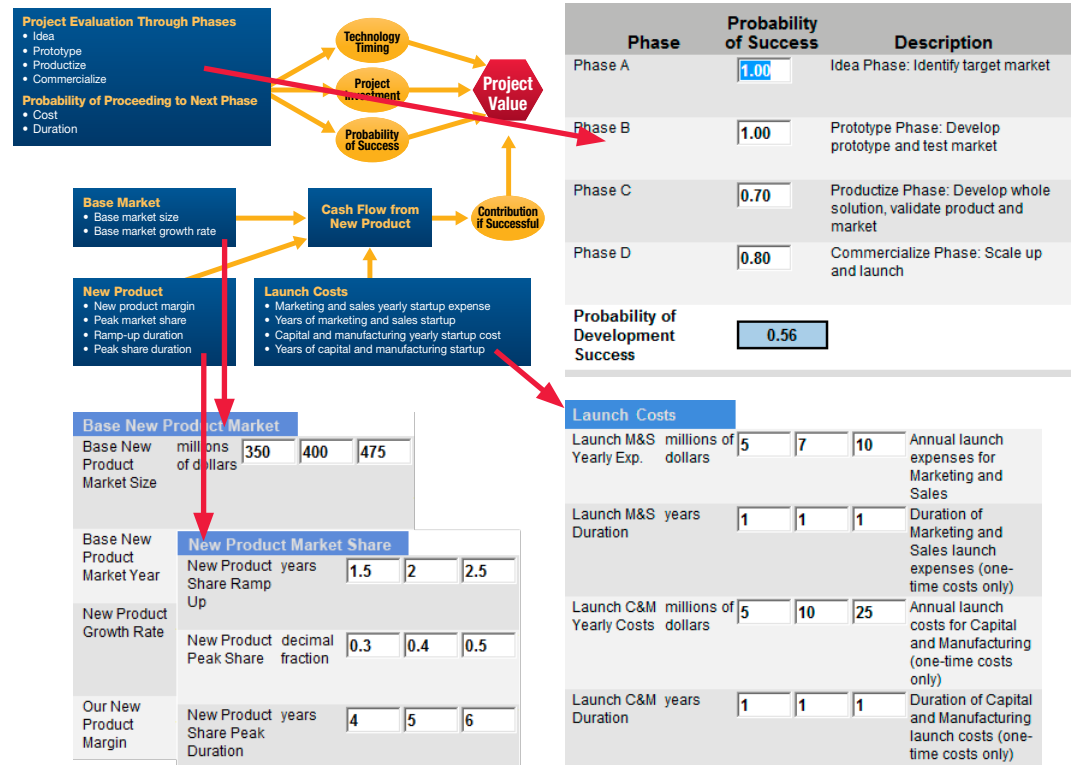 Project Evaluation Through Phases
• Idea
• Prototype
• Productize
• Commercialize
Probability of Proceeding to Next Phase
• Cost
• Duration
Technology
Timing
Project
Investment
Probability
of Success
Project
Value
Base Market
• Base market size
• Base market growth rate
Cash Flow from
New Product
Contribution
if Successful
New Product
• New product margin
• Peak market share
• Ramp-up duration
• Peak share duration
Launch Costs
• Marketing and sales yearly startup expense
• Years of marketing and sales startup
• Capital and manufacturing yearly startup cost
• Years of capital and manufacturing startup
Phase Probability of Success Description
Phase A 1.00 Idea Phase: Identify target market
Phase B 1.00 Prototype Phase: Develop
prototype and test market
Phase C 0.70 Productize Phase: Develop whole
solution, validate product and
market
Phase D 0.80 Commercialize Phase: Scale up
and launch
Probability of
Development 0.56
Success
Base New Product Market
Base New millions 350 400 475
Product of dollars
Market Size
Base New
Product
Market Year
New Product
Growth Rate
Our New
Product
Margin
New Product Market Share
New Product years 1.5 2 2.5
Share Ramp
Up
New Product decimal 0.3 0.4 0.5
Peak Share fraction
New Product years 4 5 6
Share Peak
Duration
Launch Costs
Launch M&S millions of 5 7 10 Annual launch
Yearly Exp. dollars expenses for
Marketing and
Sales
Launch M&S years 1 1 1 Duration of
Duration Marketing and
Sales launch
expenses (one-
time costs only)
Launch C&M millions of 5 10 25 Annual launch
Yearly Costs dollars costs for Capital
and Manufacturing
(one-time costs
only)
Launch C&M years 1 1 1 Duration of Capital
Duration and Manufacturing
launch costs (one-
time costs only)